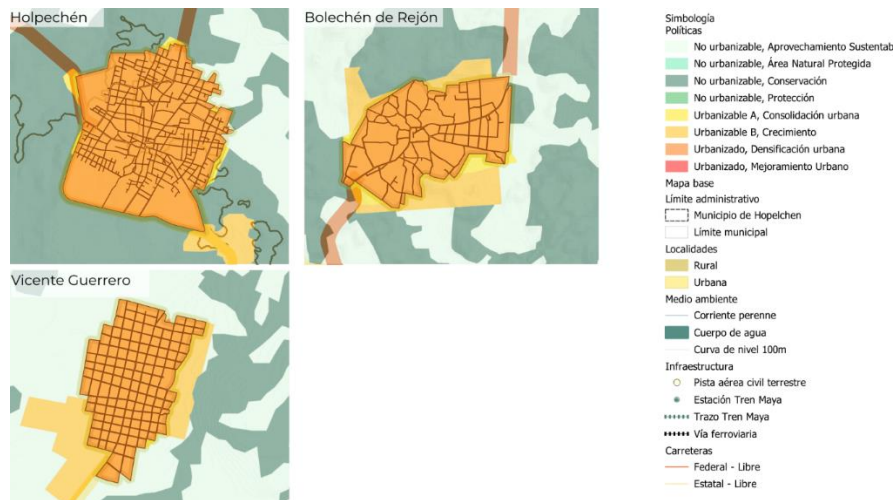 Holpechén
Bolechén de Rejón
Vicente Guerrero
Simbología
Políticas
No urbanizable, Aprovechamiento Sustentab
No urbanizable, Área Natural Protegida
No urbanizable, Conservación
No urbanizable, Protección
Urbanizable A, Consolidación urbana
Urbanizable B, Crecimiento
Urbanizado, Densificación urbana
Urbanizado, Mejoramiento Urbano
Mapa base
Límite administrativo
Municipio de Hopelchen
Límite municipal
Localidades
Rural
Urbana
Medio ambiente
Corriente perenne
Cuerpo de agua
Curva de nivel 100m
Infraestructura
Pista aérea civil terrestre
Estación Tren Maya
Trazo Tren Maya
Vía ferroviaria
Carreteras
Federal - Libre
Estatal - Libre